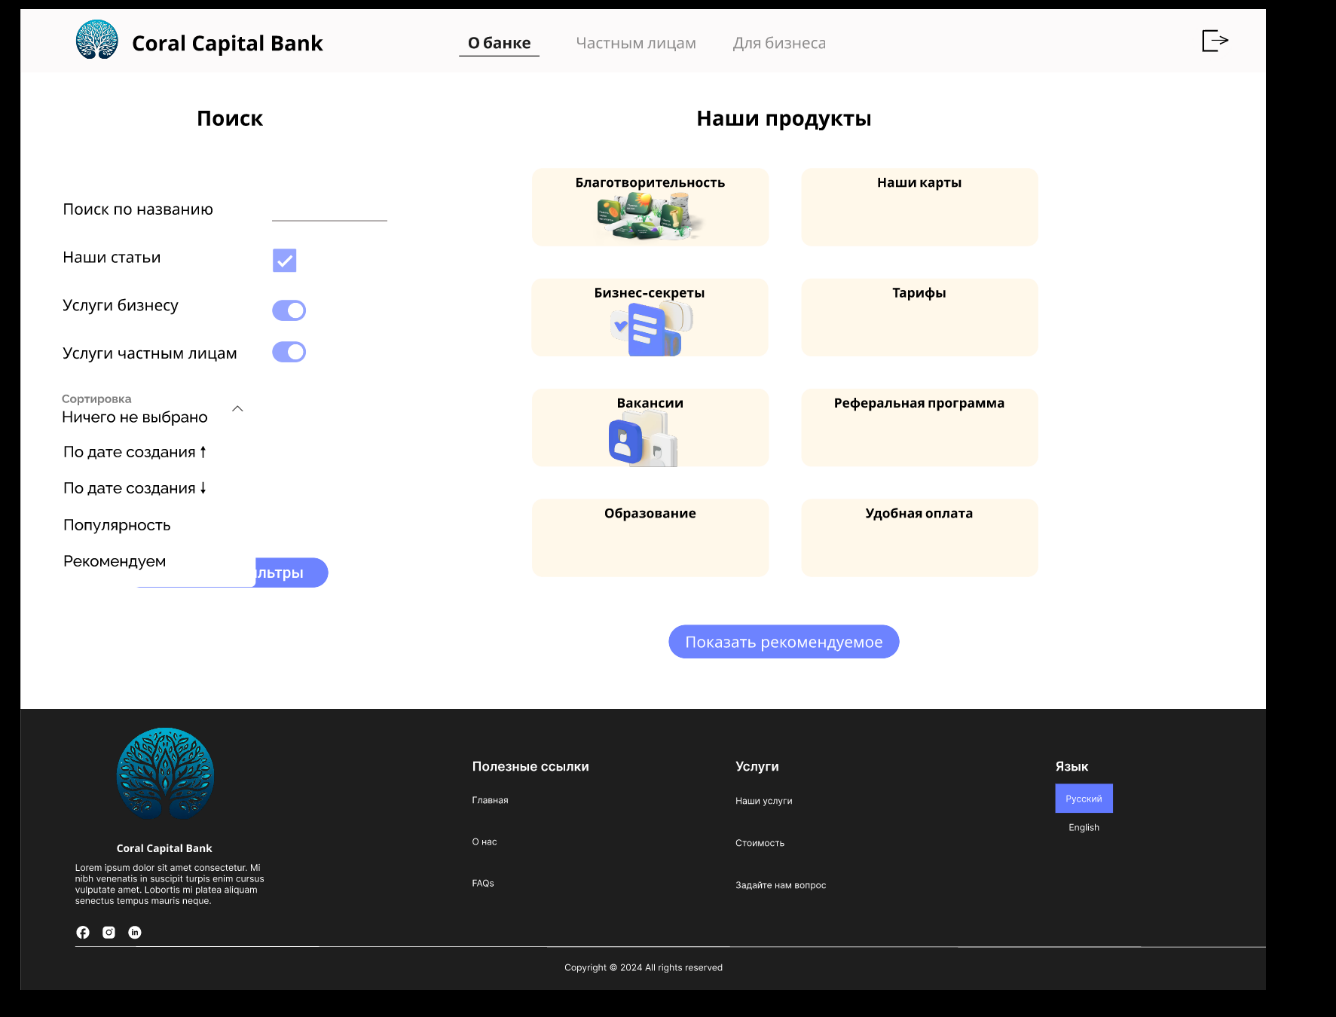 Coral Capital Bank
О банке
Частным лицам
Для бизнеса
Поиск
Поиск по названию
Наши статьи
Услуги бизнесу
Услуги частным лицам
Сортировка
Ничего не выбрано
По дате создания ↑
По дате создания ↓
Популярность
Рекомендуем
льтры
Наши продукты
Благотворительность
Наши карты
Бизнес-секреты
Тарифы
Вакансии
Реферальная программа
Образование
Удобная оплата
Показать рекомендуемое
Coral Capital Bank
Lorem ipsum dolor sit amet consectetur. Mi
nibh venenatis in suscipit turpis enim cursus
vulputate amet. Lobortis mi platea aliquam
senectus tempus mauris neque.
Полезные ссылки
Главная
О нас
FAQs
Услуги
Наши услуги
Стоимость
Задайте нам вопрос
Язык
Русский
English
Copyright © 2024 All rights reserved